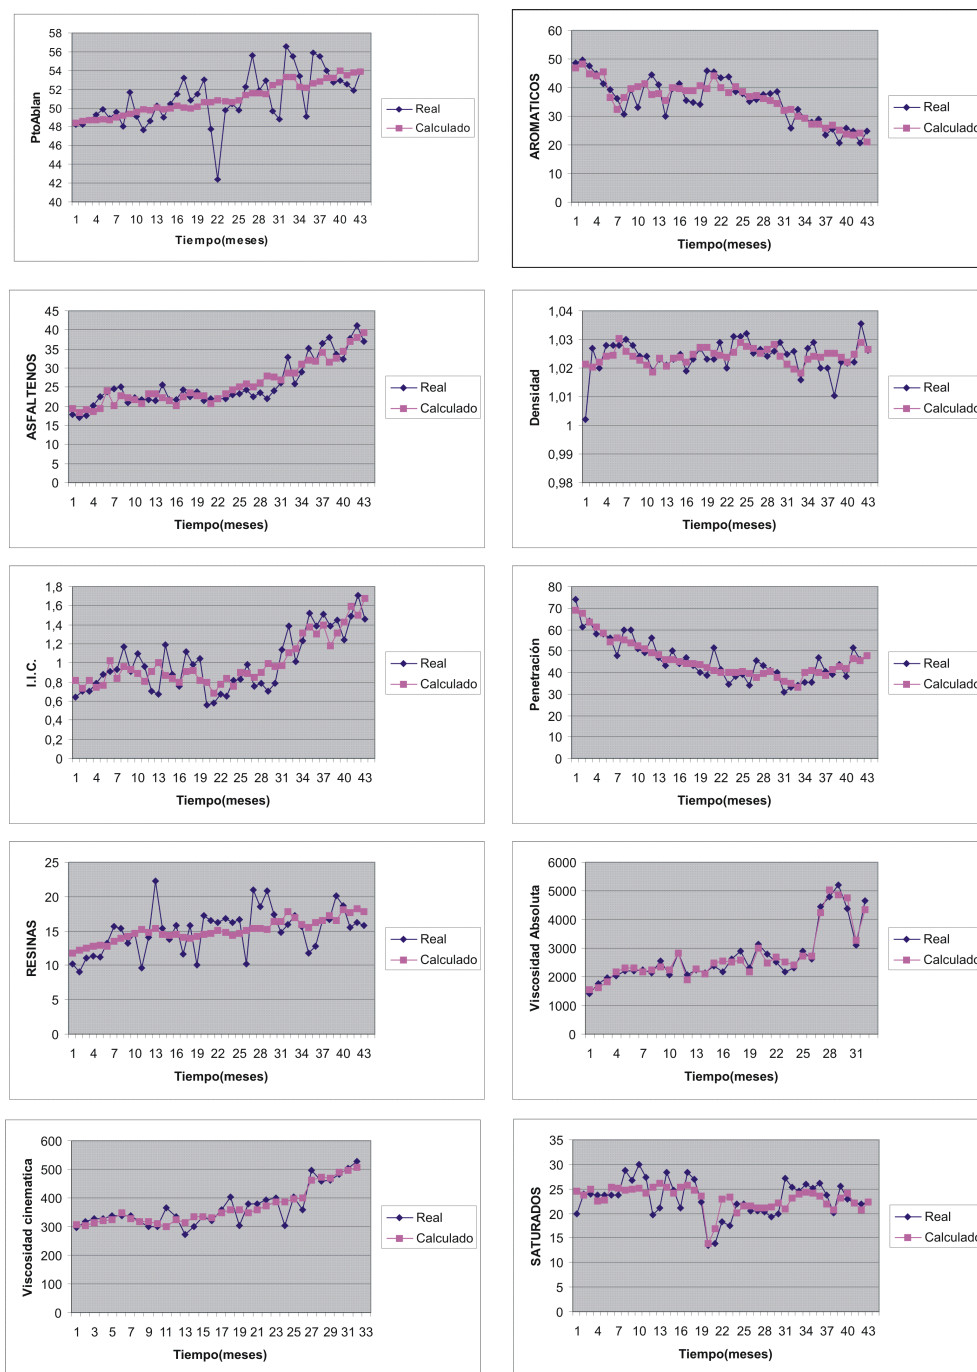 58
56
54
52
50
48
46
44
42
40
PtoAblan
1 4 7 10 13 16 19 22 25 28 31 34 37 40 43
Tiempo(meses)
Real
Calculado
60
50
40
30
20
10
0
AROMATICOS
1 4 7 10 13 16 19 22 25 28 31 34 37 40 43
Tiempo(meses)
Real
Calculado
45
40
35
30
25
20
15
10
5
0
ASFALTENOS
1 4 7 10 13 16 19 22 25 28 31 34 37 40 43
Tiempo(meses)
Real
Calculado
1,04
1,03
1,02
1,01
1
0,99
0,98
Densidad
1 4 7 10 13 16 19 22 25 28 31 34 37 40 43
Tiempo(meses)
Real
Calculado
1,8
1,6
1,4
1,2
1
0,8
0,6
0,4
0,2
0
I.I.C.
1 4 7 10 13 16 19 22 25 28 31 34 37 40 43
Tiempo(meses)
Real
Calculado
80
70
60
50
40
30
20
10
0
Penetración
1 4 7 10 13 16 19 22 25 28 31 34 37 40 43
Tiempo(meses)
Real
Calculado
25
20
15
10
5
0
RESINAS
1 4 7 10 13 16 19 22 25 28 31 34 37 40 43
Tiempo(meses)
Real
Calculado
6000
5000
4000
3000
2000
1000
0
Viscosidad Absoluta
1 4 7 10 13 16 19 22 25 28 31
Tiempo(meses)
Real
Calculado
600
500
400
300
200
100
0
Viscosidad cinematica
1 3 5 7 9 11 13 15 17 19 21 23 25 27 29 31 33
Tiempo(meses)
Real
Calculado
35
30
25
20
15
10
5
0
SATURADOS
1 4 7 10 13 16 19 22 25 28 31 34 37 40 43
Tiempo(meses)
Real
Calculado